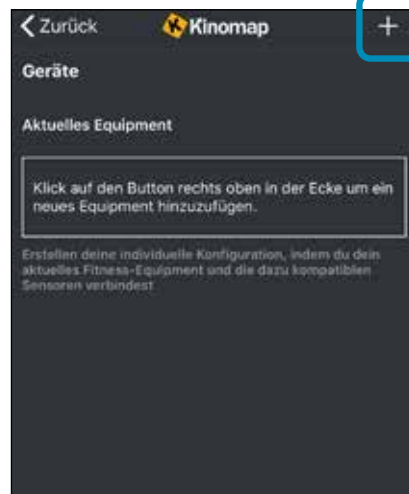 Zurück
Kinomap
+
Geräte
Aktuelles Equipment
Klick auf den Button rechts oben in der Ecke um ein
neues Equipment hinzuzufügen.
Erstellen deine individuelle Konfiguration, indem du dein
aktuelles Fitness-Equipment und die dazu kompatiblen
Sensoren verbindest